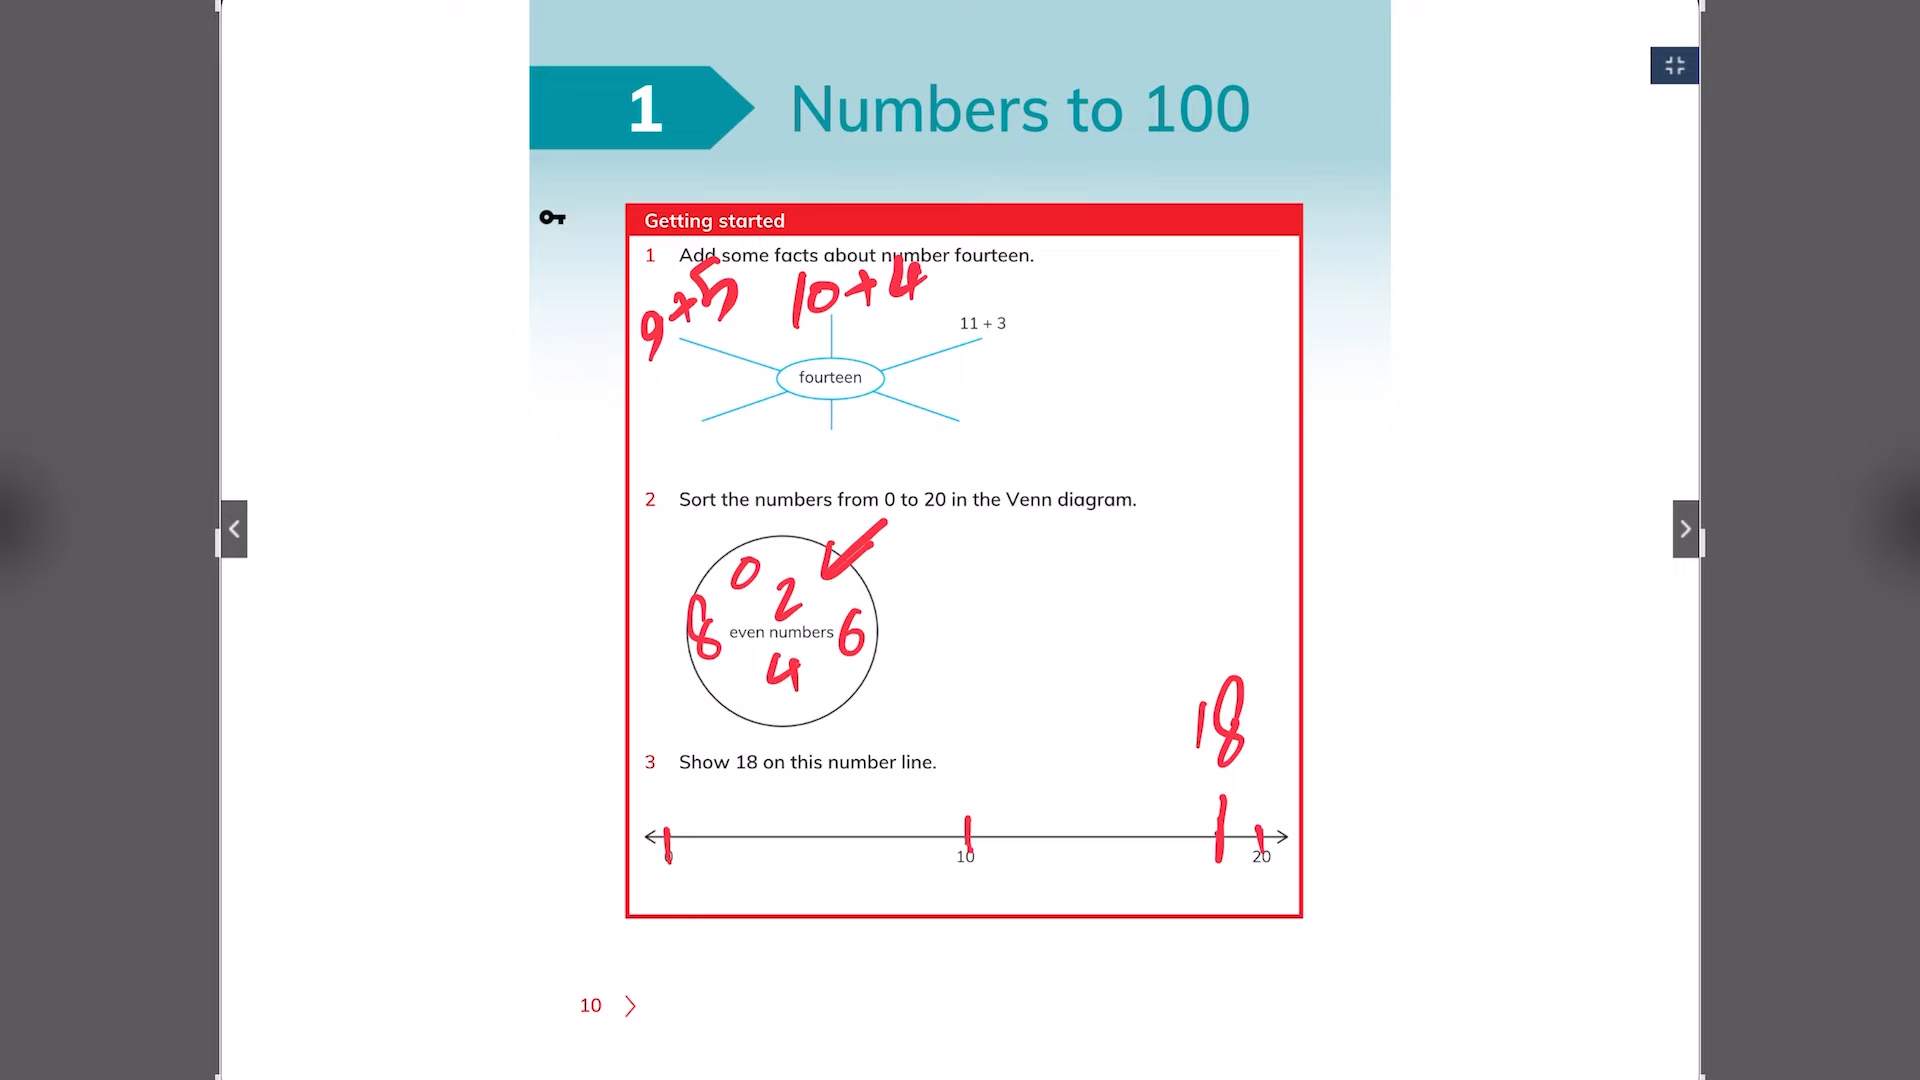 1 Numbers to 100
Getting started
1 Add some facts about number fourteen.
9+5 10+4
11 + 3
fourteen
2 Sort the numbers from 0 to 20 in the Venn diagram.
0
2
8 even numbers 6
4
18
3 Show 18 on this number line.
0 10 20
10